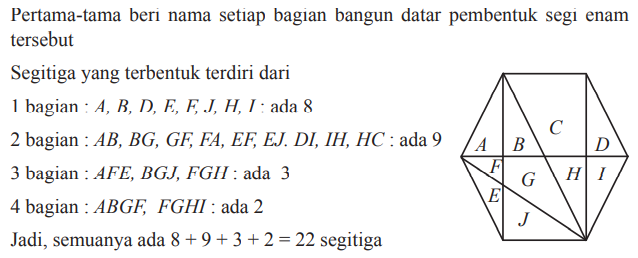 Pertama-tama beri nama setiap bagian bangun datar pembentuk segi enam
tersebut
Segitiga yang terbentuk terdiri dari
1 bagian : A, B, D, E, F, J, H, I : ada 8
2 bagian : AB, BG, GF, FA, EF, EJ. DI, IH, HC : ada 9
3 bagian : AFE, BGJ, FGH : ada 3
4 bagian : ABGF, FGHI : ada 2
Jadi, semuanya ada 8 + 9 + 3 + 2 = 22 segitiga
C
A B D
F G H I
E
J